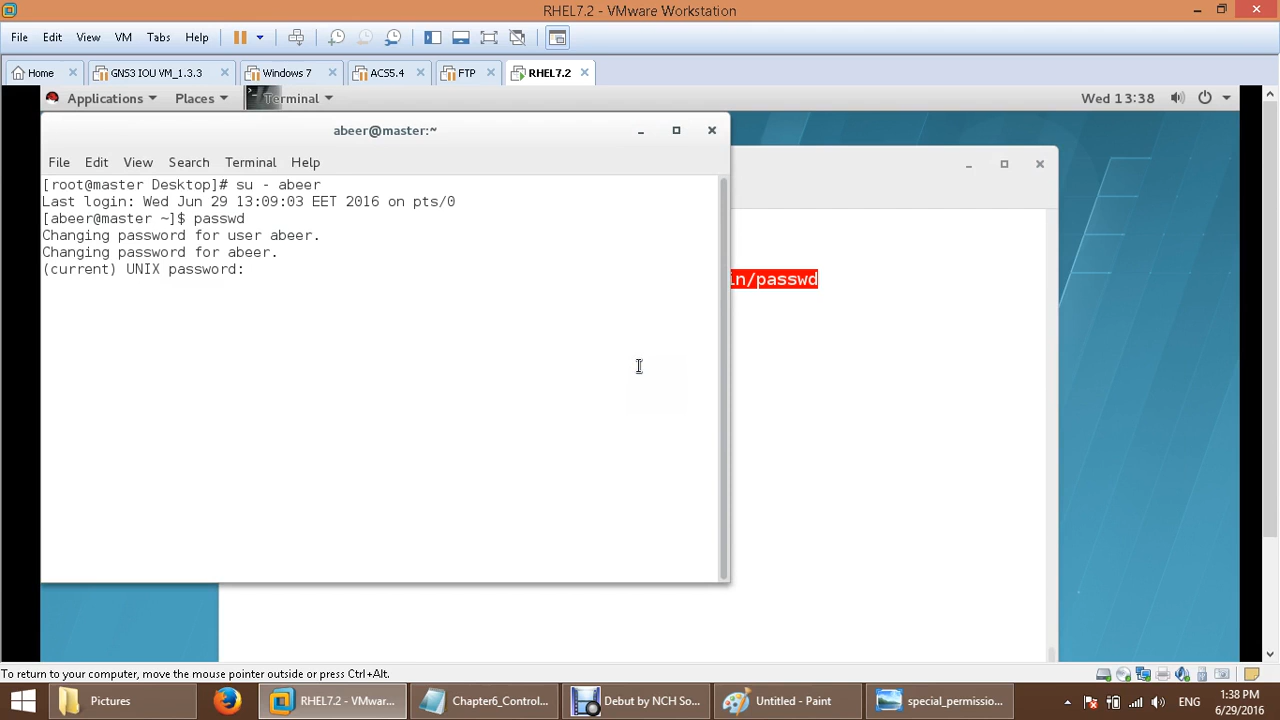 RHEL7.2 - VMware Workstation
File Edit View VM Tabs Help
Home GNS3 IOU VM_1.3.3 Windows 7 ACS5.4 FTP RHEL7.2
Applications Places Terminal Wed 13:38
abeer@master:~
File Edit View Search Terminal Help
[root@master Desktop]# su - abeer
Last login: Wed Jun 29 13:09:03 EET 2016 on pts/0
[abeer@master ~]$ passwd
Changing password for user abeer.
Changing password for abeer.
(current) UNIX password:
in/passwd
To return to your computer, move the mouse pointer outside or press Ctrl+Alt.
Pictures RHEL7.2 - VMwar... Chapter6_Control... Debut by NCH So... Untitled - Paint special_permissio... ENG 1:38 PM
6/29/2016